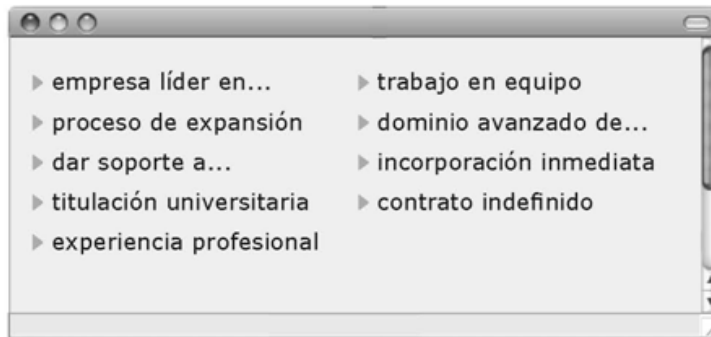 empresa líder en...
proceso de expansión
dar soporte a...
titulación universitaria
experiencia profesional
trabajo en equipo
dominio avanzado de...
incorporación inmediata
contrato indefinido